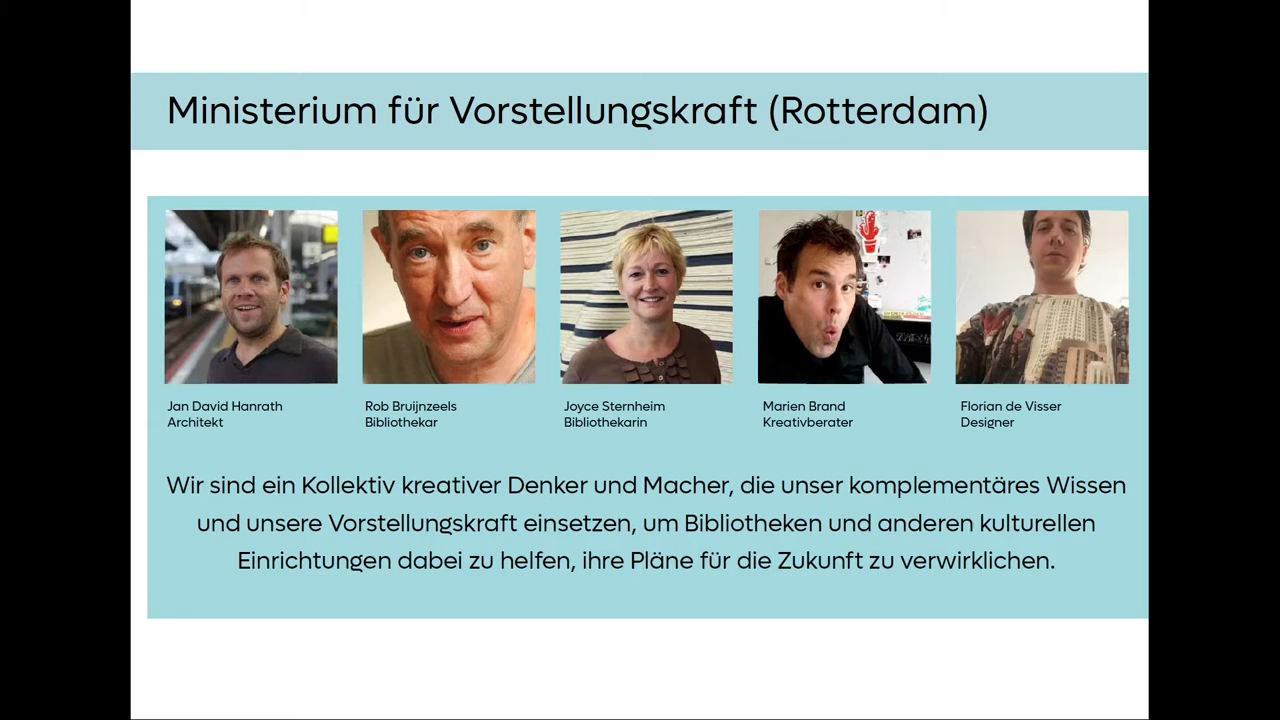 Ministerium für Vorstellungskraft (Rotterdam)
Jan David Hanrath
Architekt
Rob Bruijnzeels
Bibliothekar
Joyce Sternheim
Bibliothekarin
Marien Brand
Kreativberater
Florian de Visser
Designer
Wir sind ein Kollektiv kreativer Denker und Macher, die unser komplementäres Wissen
und unsere Vorstellungskraft einsetzen, um Bibliotheken und anderen kulturellen
Einrichtungen dabei zu helfen, ihre Pläne für die Zukunft zu verwirklichen.